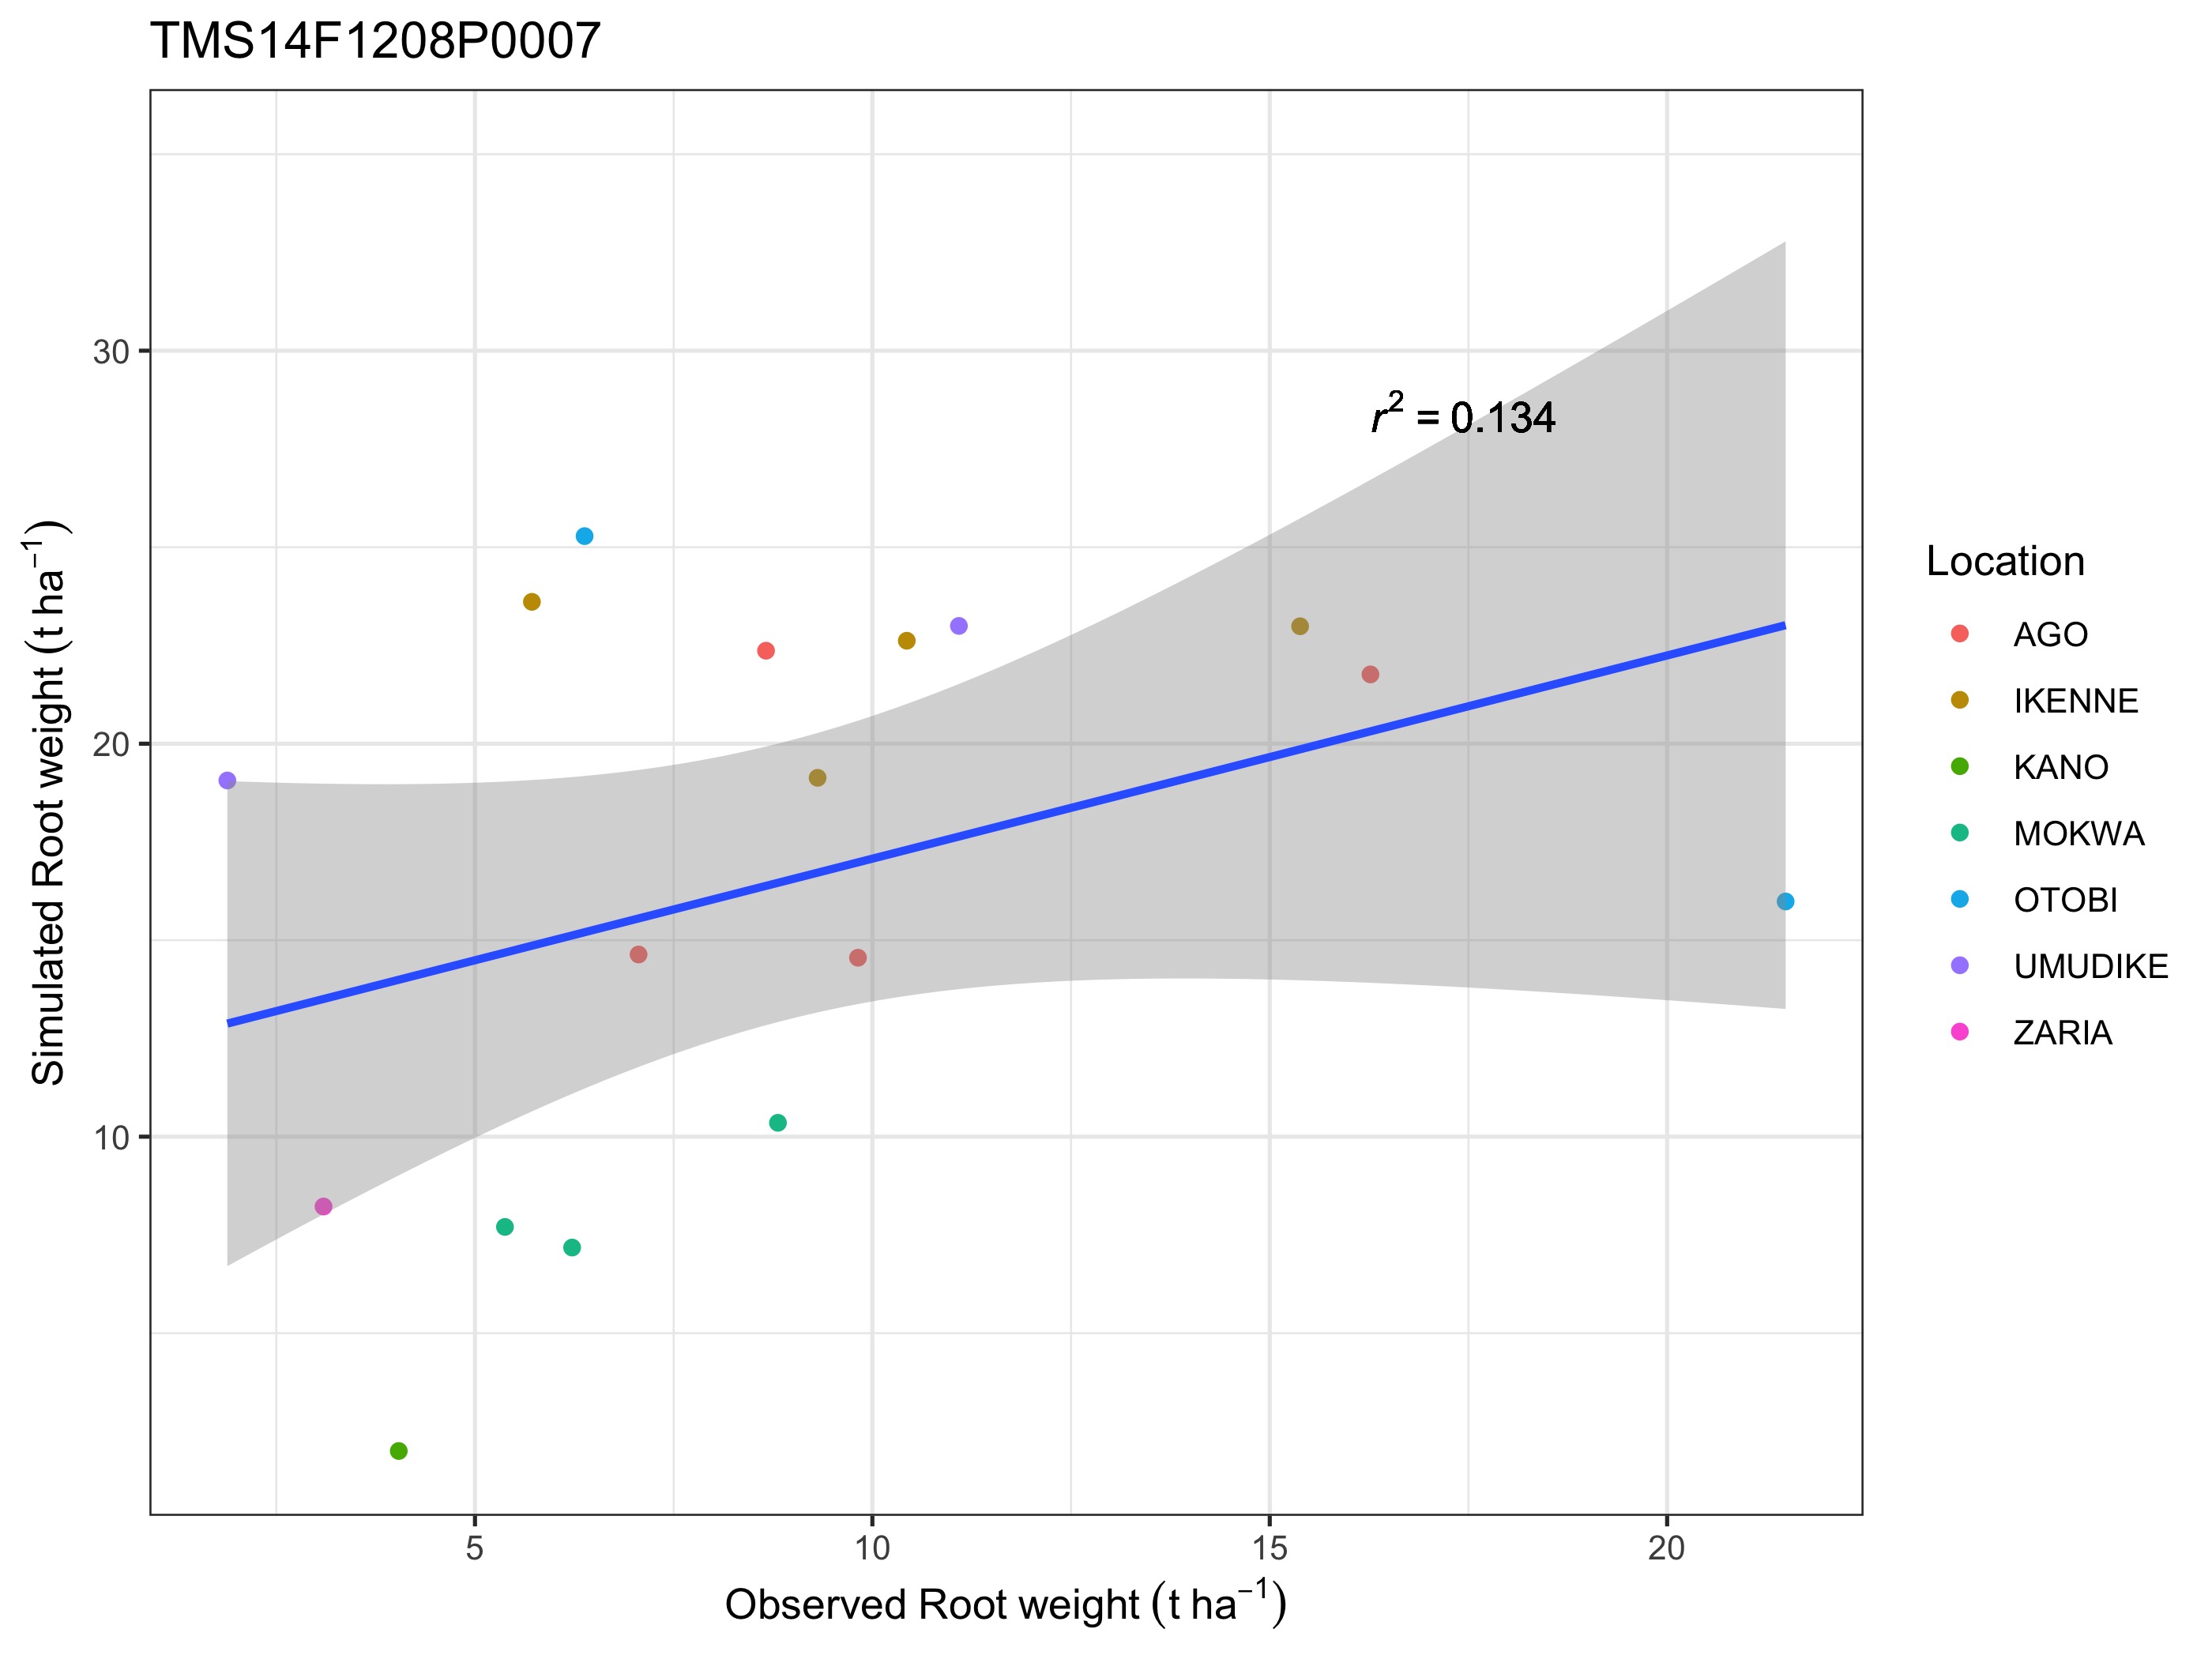 TMS14F1208P0007
30
20
10
Simulated Root weight (t ha⁻¹)
r² = 0.134
5 10 15 20
Observed Root weight (t ha⁻¹)
Location
AGO
IKENNE
KANO
MOKWA
OTOBI
UMUDIKE
ZARIA